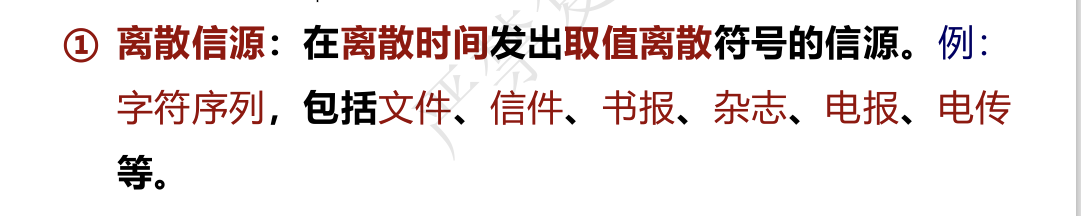 ① 离散信源：在离散时间发出取值离散符号的信源。例：
字符序列，包括文件、信件、书报、杂志、电报、电传
等。